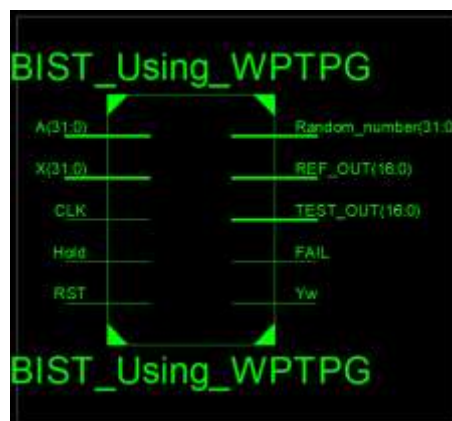 BIST_Using_WPTPG
A(31:0) Random_number(31:0
X(31:0) REF_OUT(16:0)
CLK TEST_OUT(16:0)
Hold FAIL
RST Yw
BIST_Using_WPTPG